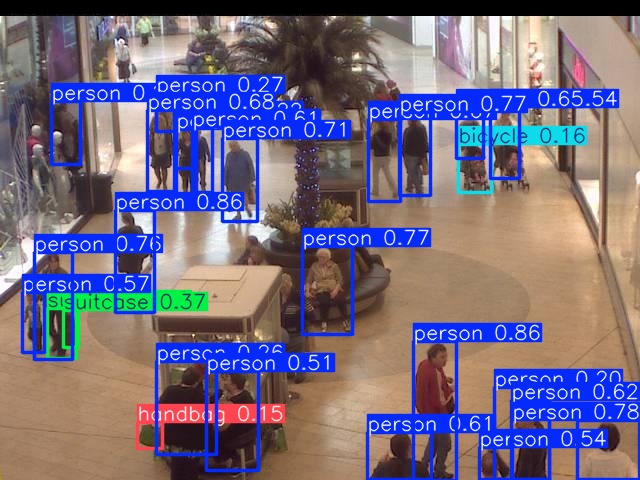 person 0.27
person 0.
person 0.68
person 0.77
0.65.54
0.61
person 0.71
bicycle 0.16
person 0.86
person 0.76
person 0.77
person 0.57
suitcase 0.37
person 0.86
person 0.26
person 0.51
person 0.20
person 0.62
handbag 0.15
person 0.78
person 0.61
person 0.54